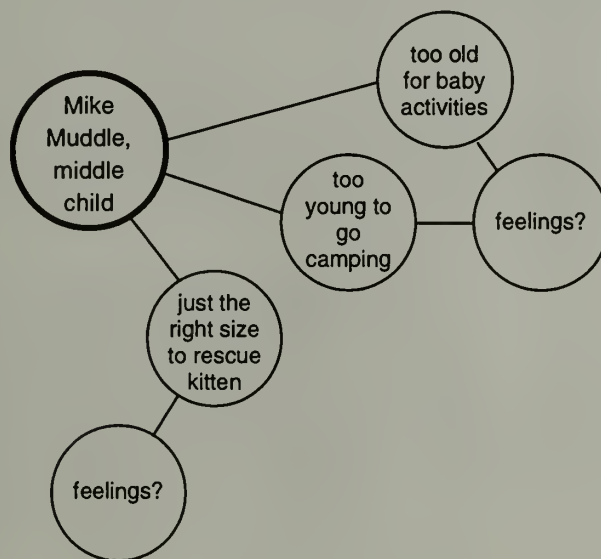 Mike
Muddle,
middle
child
too old
for baby
activities
too
young to
go
camping
feelings?
just the
right size
to rescue
kitten
feelings?